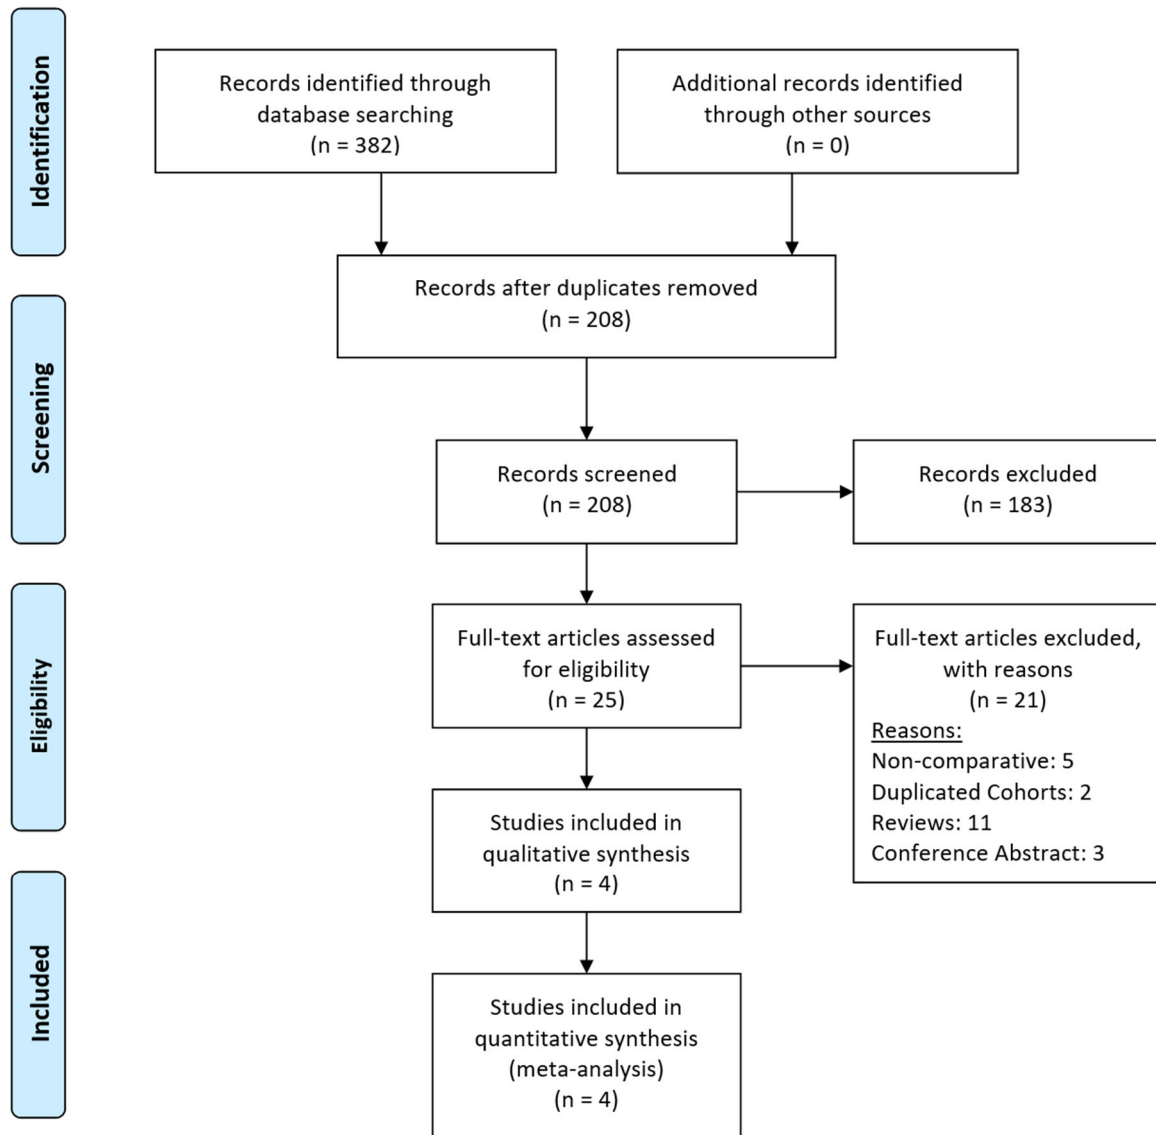 Identification
Records identified through
database searching
(n = 382)
Additional records identified
through other sources
(n = 0)
Records after duplicates removed
(n = 208)
Screening
Records screened
(n = 208)
Records excluded
(n = 183)
Eligibility
Full-text articles assessed
for eligibility
(n = 25)
Full-text articles excluded,
with reasons
(n = 21)
Reasons:
Non-comparative: 5
Duplicated Cohorts: 2
Reviews: 11
Conference Abstract: 3
Studies included in
qualitative synthesis
(n = 4)
Included
Studies included in
quantitative synthesis
(meta-analysis)
(n = 4)